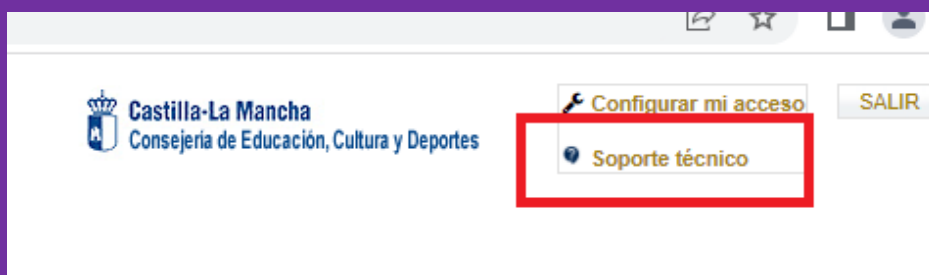 Castilla-La Mancha
Consejería de Educación, Cultura y Deportes
Configurar mi acceso
SALIR
Soporte técnico